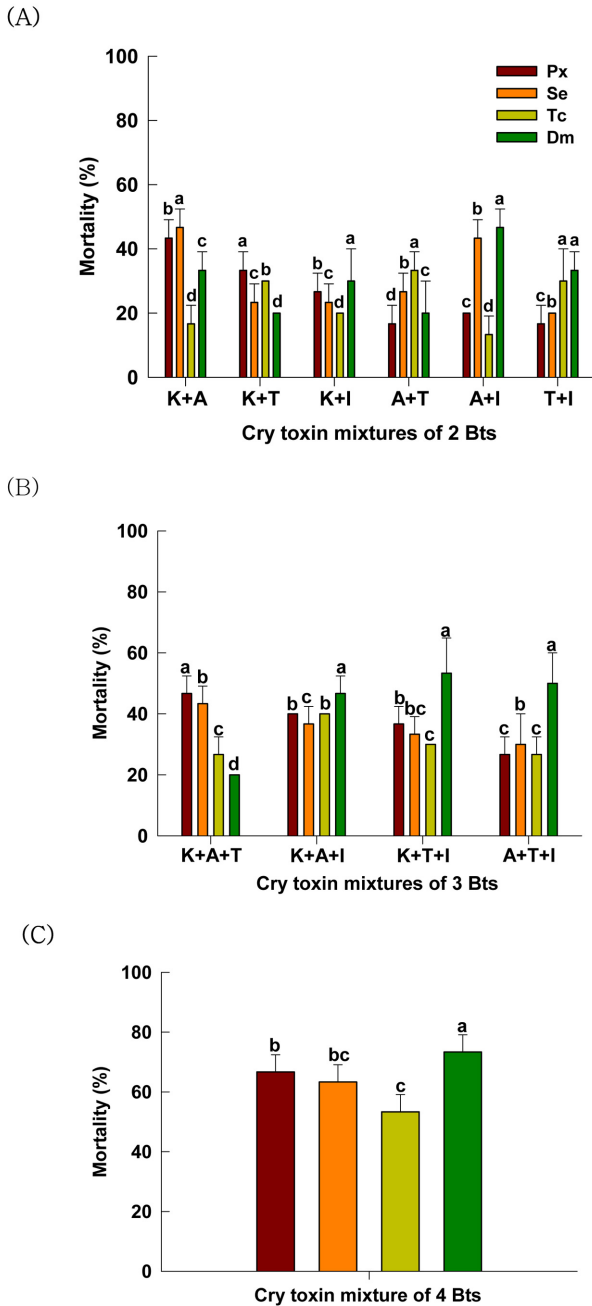 (A)
100
80
60
40
20
0
Mortality (%)
Px
Se
Tc
Dm
b a d c
a c b d
b c d a
d b a c
c b d a
c b a a
K+A K+T K+I A+T A+I T+I
Cry toxin mixtures of 2 Bts
(B)
100
80
60
40
20
0
Mortality (%)
a b c d
b c b a
b bc c a
c b c a
K+A+T K+A+I K+T+I A+T+I
Cry toxin mixtures of 3 Bts
(C)
100
80
60
40
20
0
Mortality (%)
b bc c a
Cry toxin mixture of 4 Bts